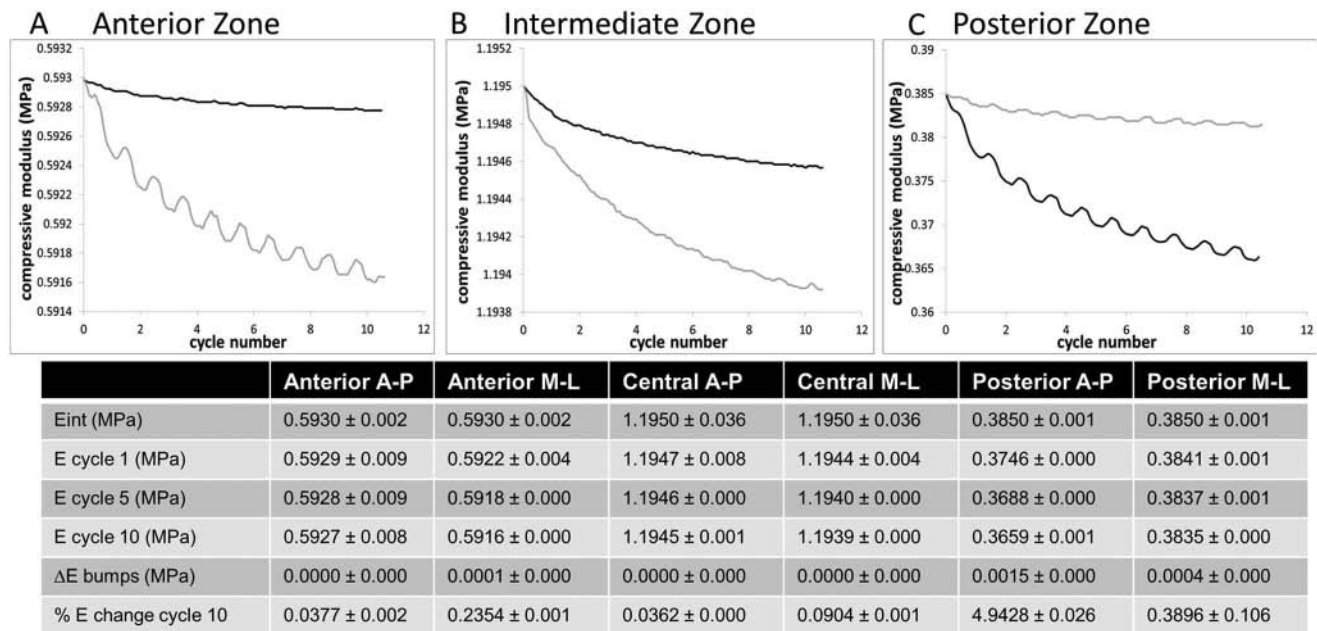 A Anterior Zone
B Intermediate Zone
C Posterior Zone
compressive modulus (MPa)
0.5932
0.593
0.5928
0.5926
0.5924
0.5922
0.592
0.5918
0.5916
0.5914
0 2 4 6 8 10 12
cycle number
compressive modulus (MPa)
1.1952
1.195
1.1948
1.1946
1.1944
1.1942
1.194
1.1938
0 2 4 6 8 10 12
cycle number
compressive modulus (MPa)
0.39
0.385
0.38
0.375
0.37
0.365
0.36
0 2 4 6 8 10 12
cycle number
Anterior A-P Anterior M-L Central A-P Central M-L Posterior A-P Posterior M-L
Eint (MPa) 0.5930 ± 0.002 0.5930 ± 0.002 1.1950 ± 0.036 1.1950 ± 0.036 0.3850 ± 0.001 0.3850 ± 0.001
E cycle 1 (MPa) 0.5929 ± 0.009 0.5922 ± 0.004 1.1947 ± 0.008 1.1944 ± 0.004 0.3746 ± 0.000 0.3841 ± 0.001
E cycle 5 (MPa) 0.5928 ± 0.009 0.5918 ± 0.000 1.1946 ± 0.000 1.1940 ± 0.000 0.3688 ± 0.000 0.3837 ± 0.001
E cycle 10 (MPa) 0.5927 ± 0.008 0.5916 ± 0.000 1.1945 ± 0.001 1.1939 ± 0.000 0.3659 ± 0.001 0.3835 ± 0.000
ΔE bumps (MPa) 0.0000 ± 0.000 0.0001 ± 0.000 0.0000 ± 0.000 0.0000 ± 0.000 0.0015 ± 0.000 0.0004 ± 0.000
% E change cycle 10 0.0377 ± 0.002 0.2354 ± 0.001 0.0362 ± 0.000 0.0904 ± 0.001 4.9428 ± 0.026 0.3896 ± 0.106